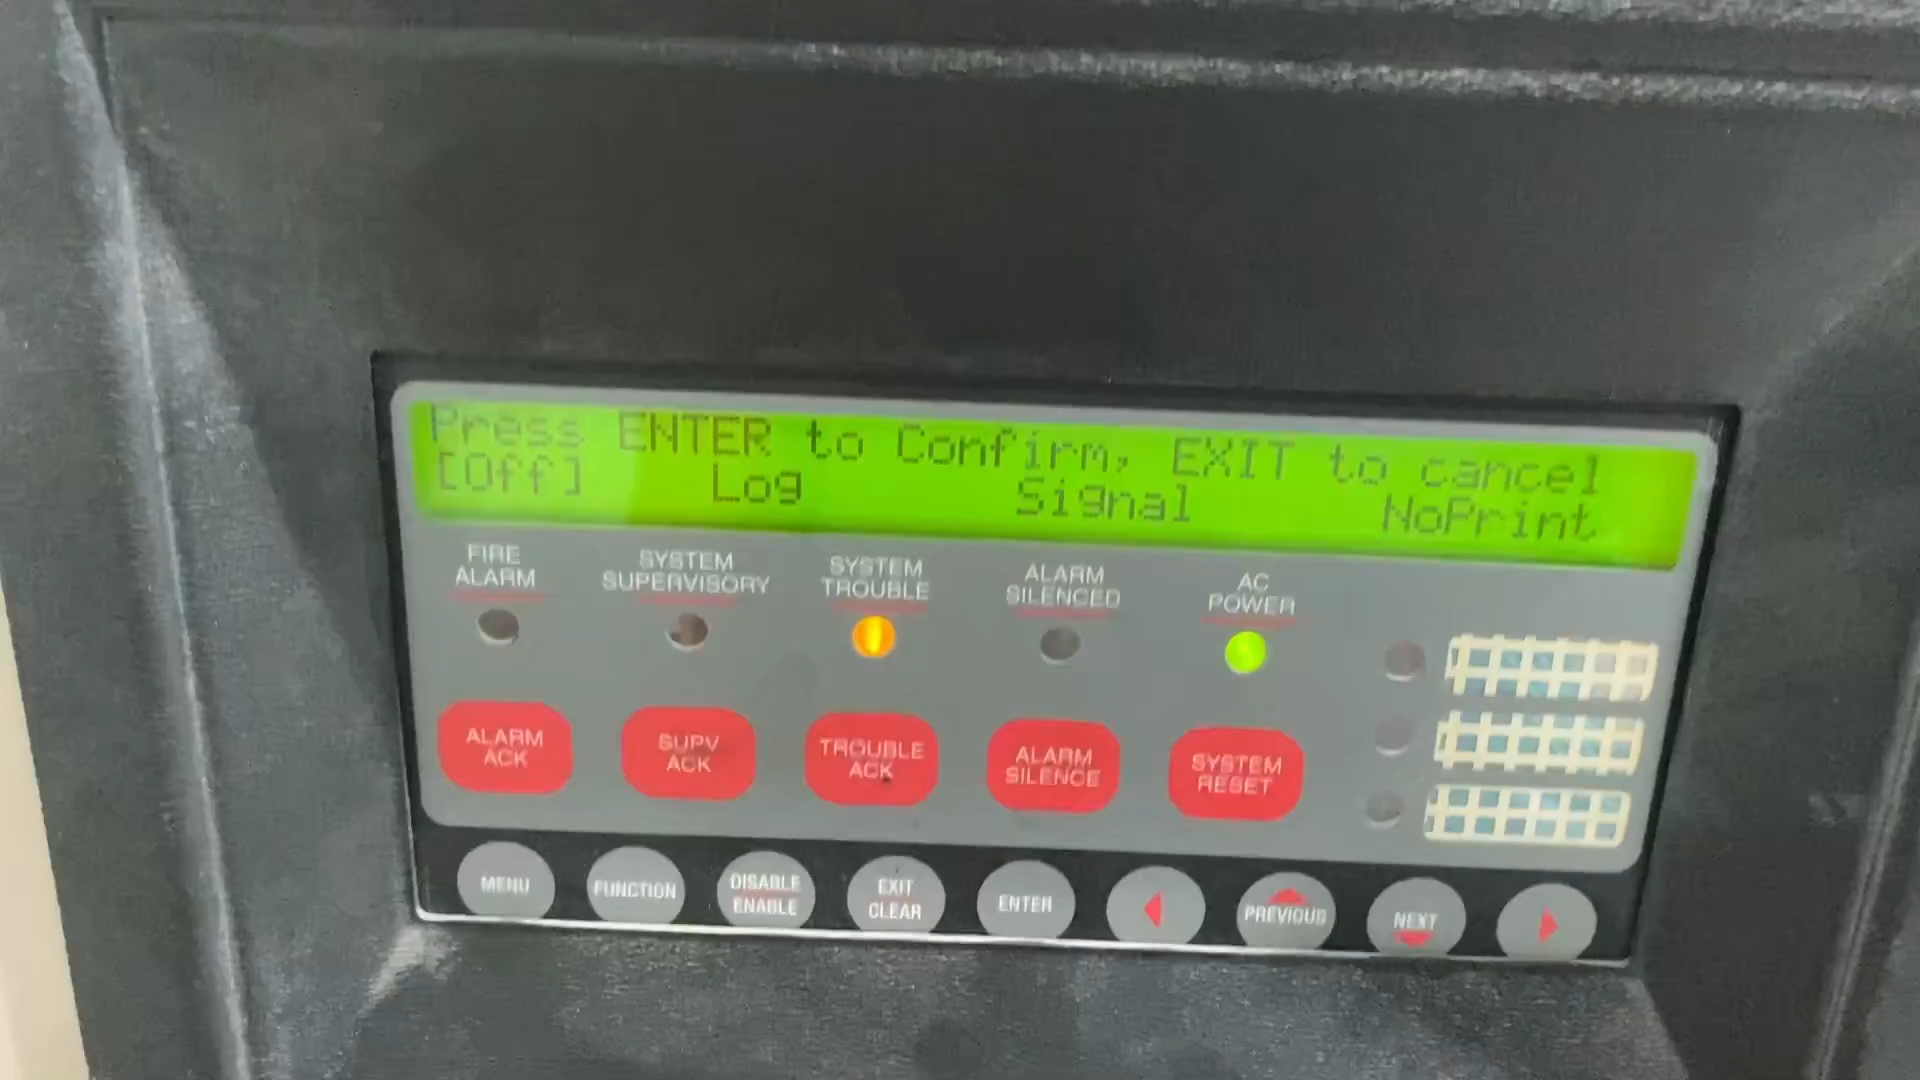 Press ENTER to Confirm, EXIT to cancel
[Off] Log Signal NoPrint
FIRE ALARM
SYSTEM SUPERVISORY
SYSTEM TROUBLE
ALARM SILENCED
AC POWER
ALARM ACK
SUPV ACK
TROUBLE ACK
ALARM SILENCE
SYSTEM RESET
MENU
FUNCTION
DISABLE ENABLE
EXIT CLEAR
ENTER
PREVIOUS
NEXT